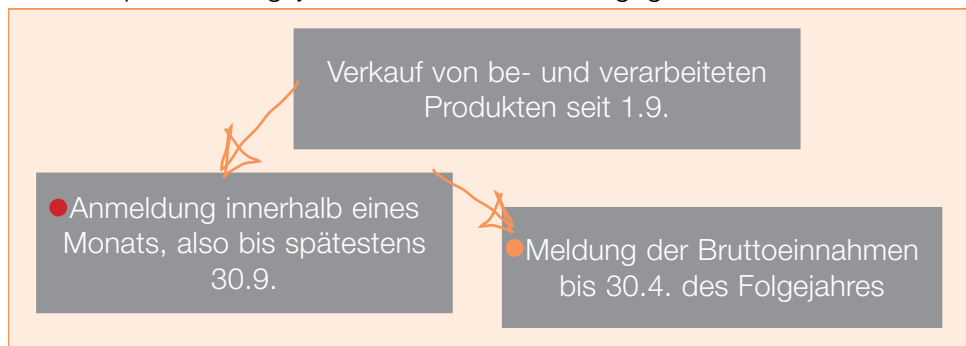 Verkauf von be- und verarbeiteten
Produkten seit 1.9.
Anmeldung innerhalb eines
Monats, also bis spätestens
30.9.
Meldung der Bruttoeinnahmen
bis 30.4. des Folgejahres